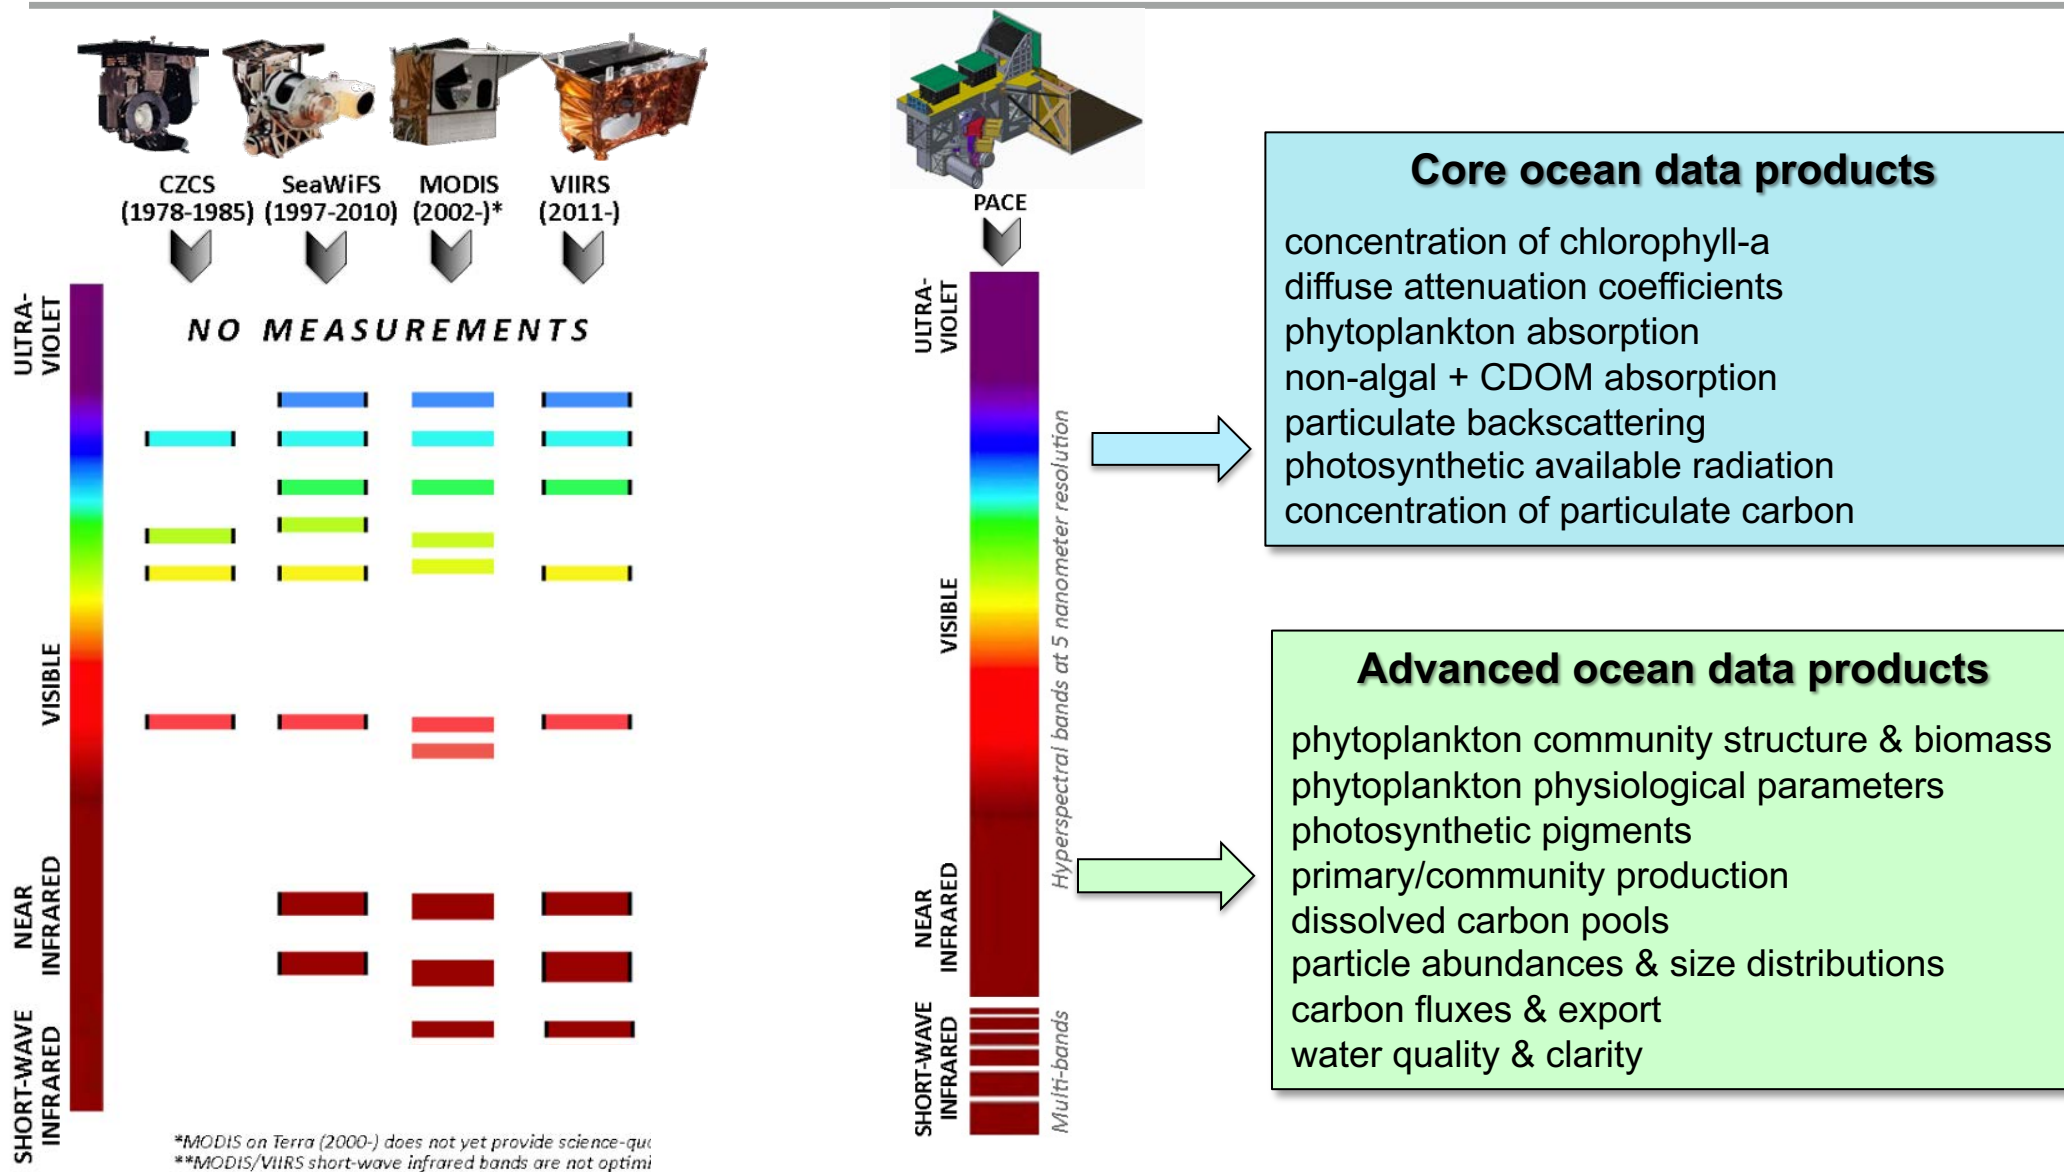 CZCS
(1978-1985)
SeaWiFS
(1997-2010)
MODIS
(2002-)*
VIIRS
(2011-)
ULTRA-
VIOLET
VISIBLE
NEAR
INFRARED
SHORT-WAVE
INFRARED
NO MEASUREMENTS
*MODIS on Terra (2000-) does not yet provide science-qu
**MODIS/VIIRS short-wave infrared bands are not optimi
PACE
ULTRA-
VIOLET
VISIBLE
NEAR
INFRARED
SHORT-WAVE
INFRARED
Hyperspectral bands at 5 nanometer resolution
Multi-bands
Core ocean data products
concentration of chlorophyll-a
diffuse attenuation coefficients
phytoplankton absorption
non-algal + CDOM absorption
particulate backscattering
photosynthetic available radiation
concentration of particulate carbon
Advanced ocean data products
phytoplankton community structure & biomass
phytoplankton physiological parameters
photosynthetic pigments
primary/community production
dissolved carbon pools
particle abundances & size distributions
carbon fluxes & export
water quality & clarity